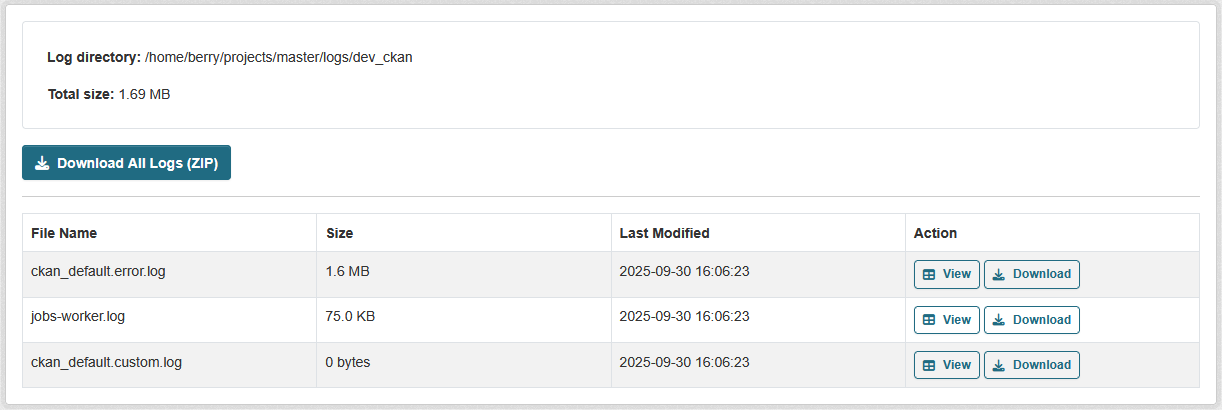 Log directory: /home/berry/projects/master/logs/dev_ckan
Total size: 1.69 MB
Download All Logs (ZIP)
File Name Size Last Modified Action
ckan_default.error.log 1.6 MB 2025-09-30 16:06:23 View Download
jobs-worker.log 75.0 KB 2025-09-30 16:06:23 View Download
ckan_default.custom.log 0 bytes 2025-09-30 16:06:23 View Download